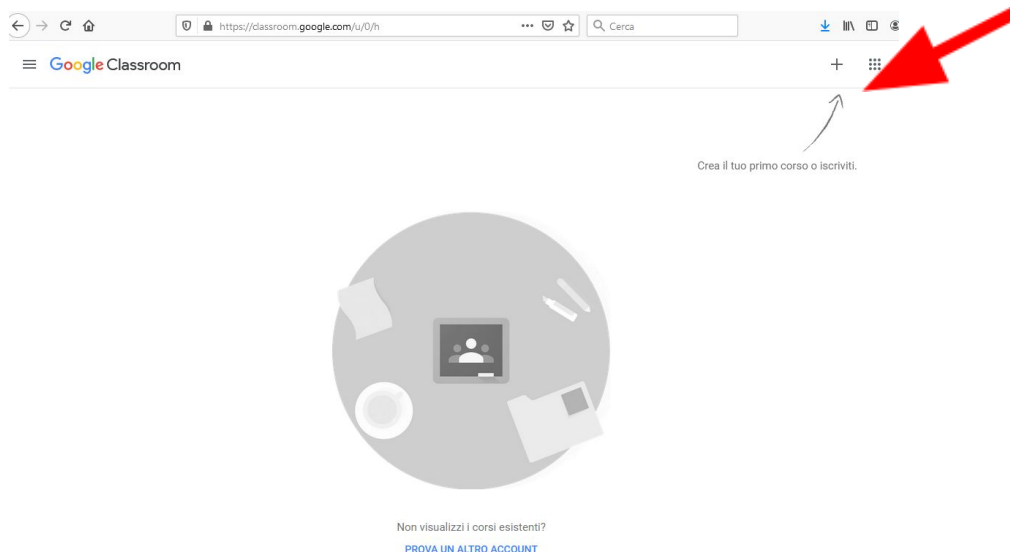 https://classroom.google.com/u/0/h
Cerca
Google Classroom
Crea il tuo primo corso o iscriviti.
Non visualizzi i corsi esistenti?
PROVA UN ALTRO ACCOUNT